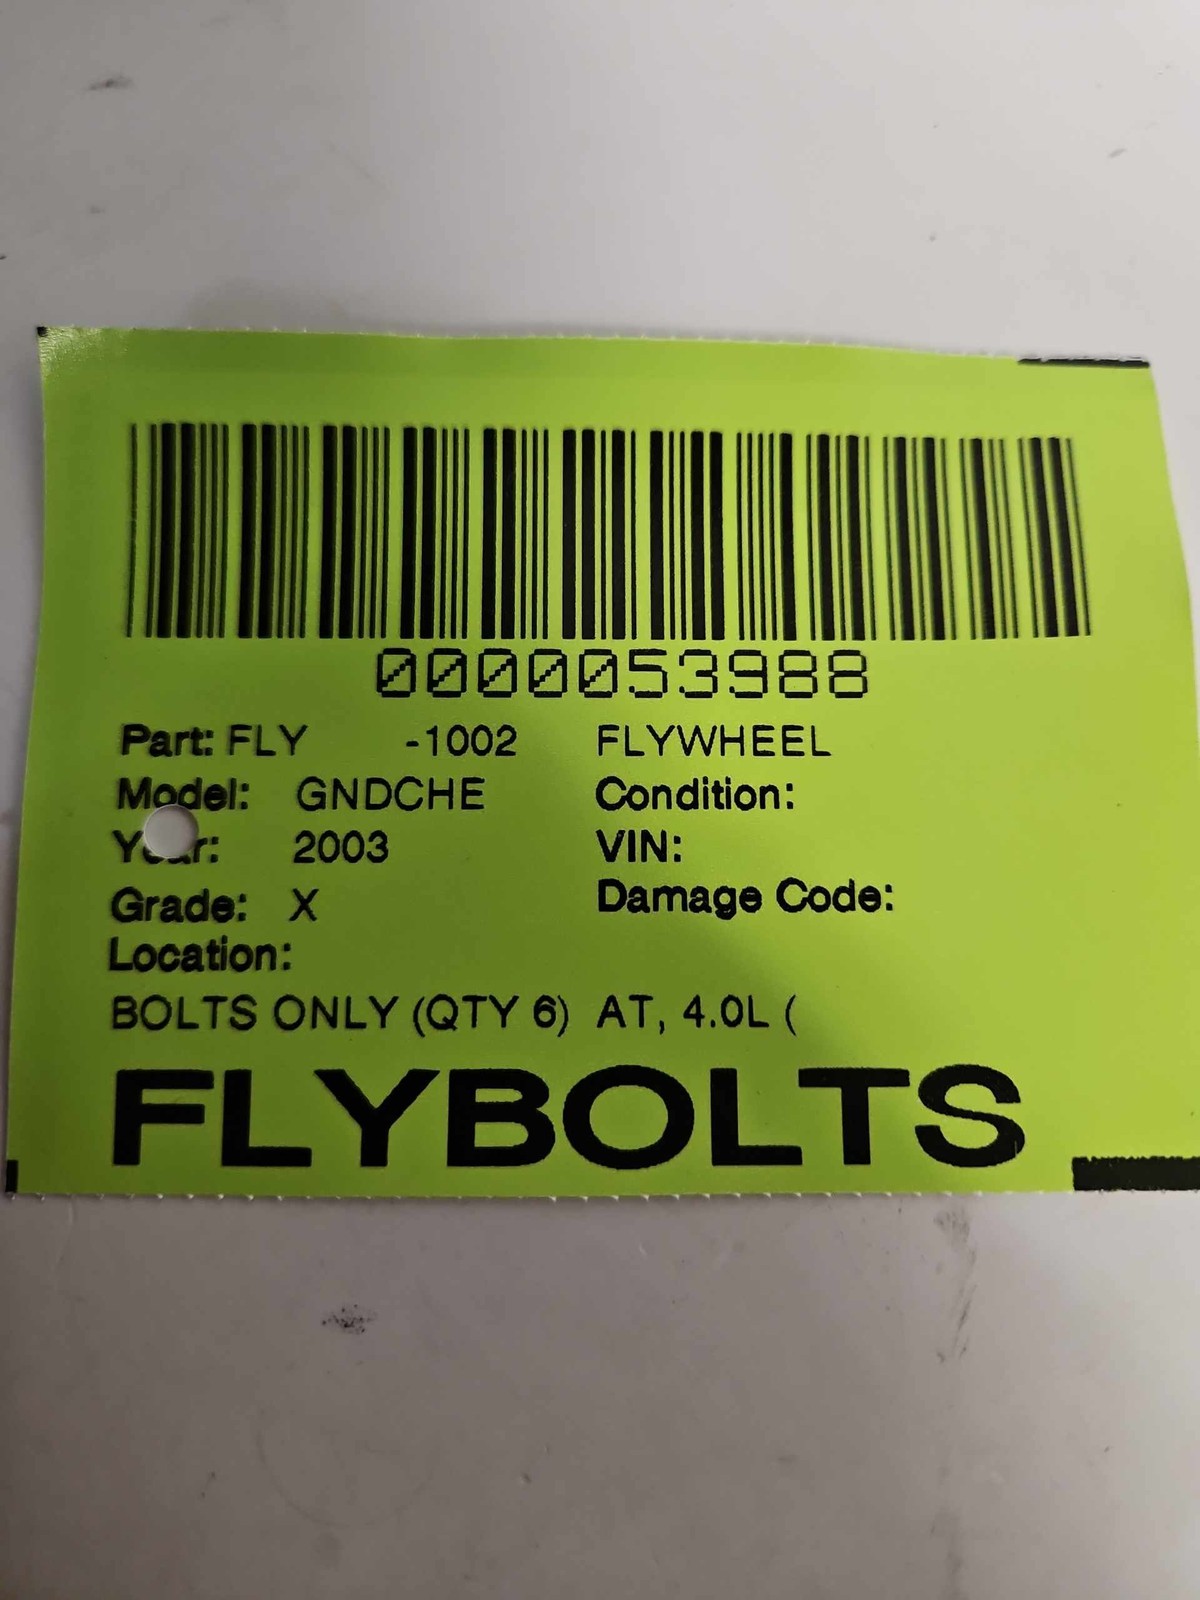 0000053988
Part: FLY -1002 FLYWHEEL
Model: GNDCHE Condition:
Year: 2003 VIN:
Grade: X Damage Code:
Location:
BOLTS ONLY (QTY 6) AT, 4.0L (
FLYBOLTS